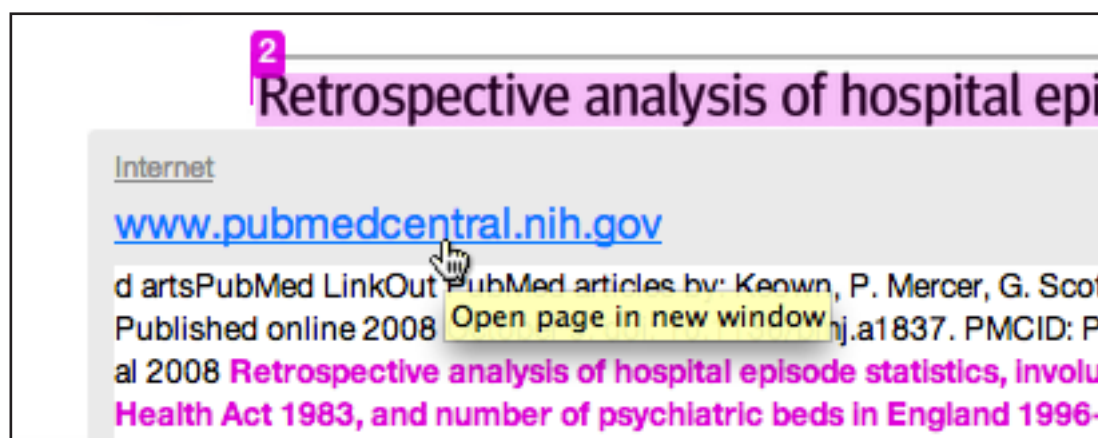 2
Retrospective analysis of hospital epi
Internet
www.pubmedcentral.nih.gov
d artsPubMed LinkOut PubMed articles by: Keown, P. Mercer, G. Scot
Open page in new window
Published online 2008 nj.a1837. PMCID: P
al 2008 Retrospective analysis of hospital episode statistics, involu
Health Act 1983, and number of psychiatric beds in England 1996-